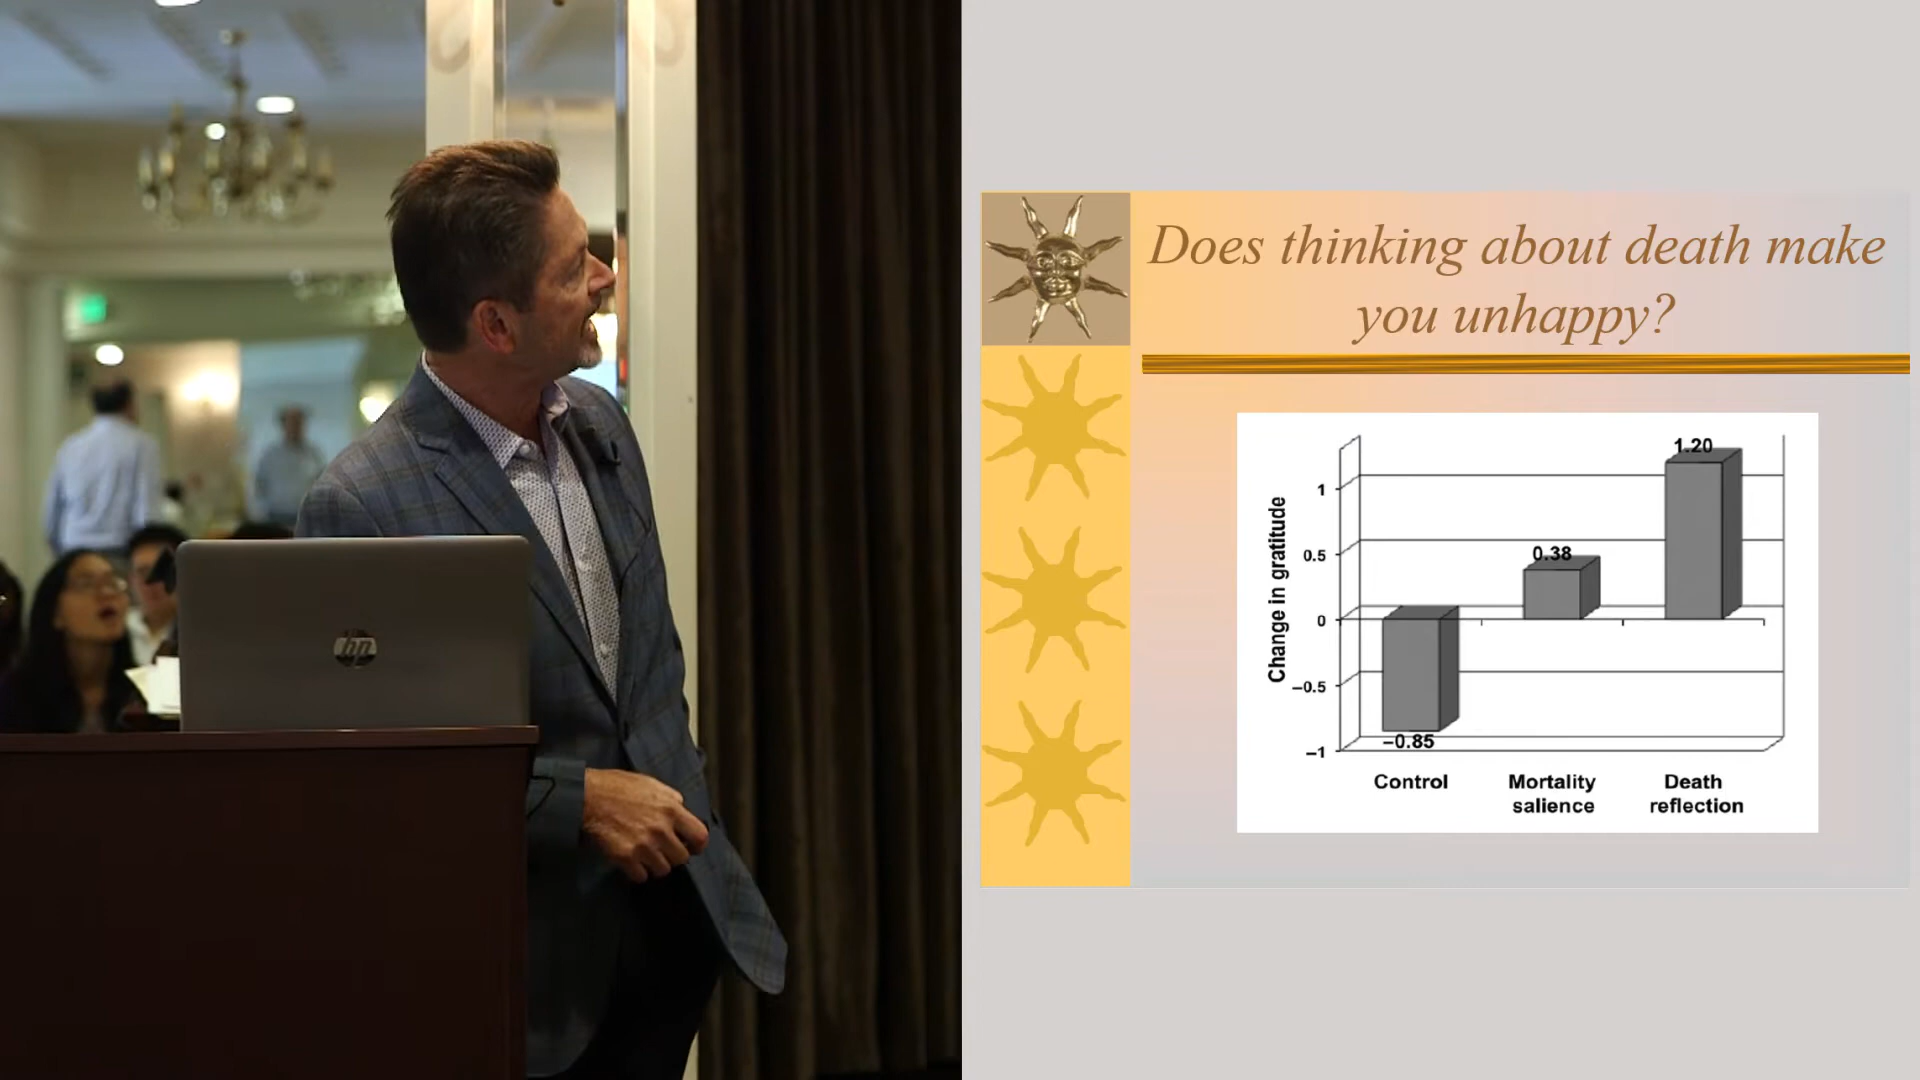 hp
Does thinking about death make
you unhappy?
Change in gratitude
1
0.5
0
–0.5
–1
–0.85
0.38
1.20
Control
Mortality
salience
Death
reflection